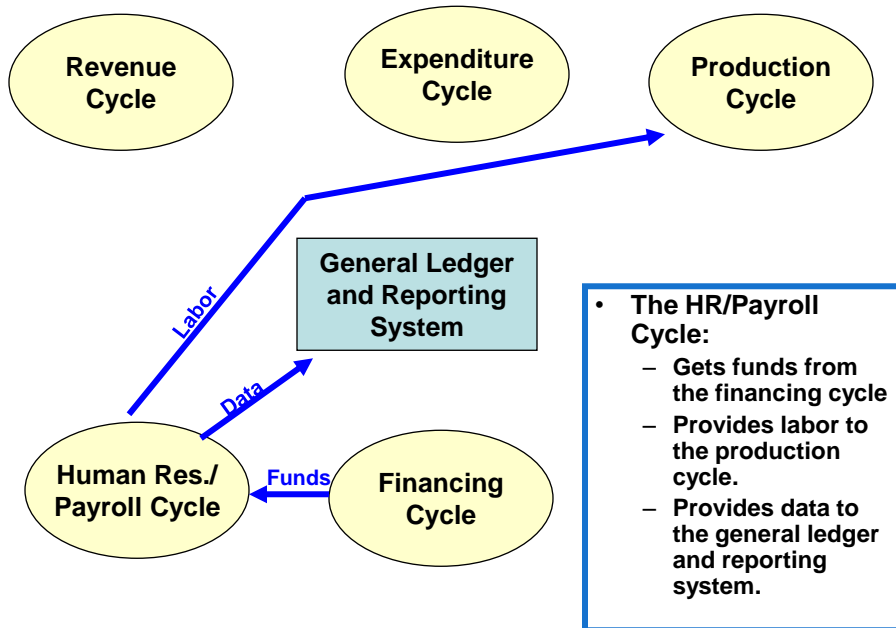 Revenue
Cycle
Expenditure
Cycle
Production
Cycle
General Ledger
and Reporting
System
Labor
Data
Human Res./
Payroll Cycle
Funds
Financing
Cycle
• The HR/Payroll
Cycle:
– Gets funds from
the financing cycle
– Provides labor to
the production
cycle.
– Provides data to
the general ledger
and reporting
system.